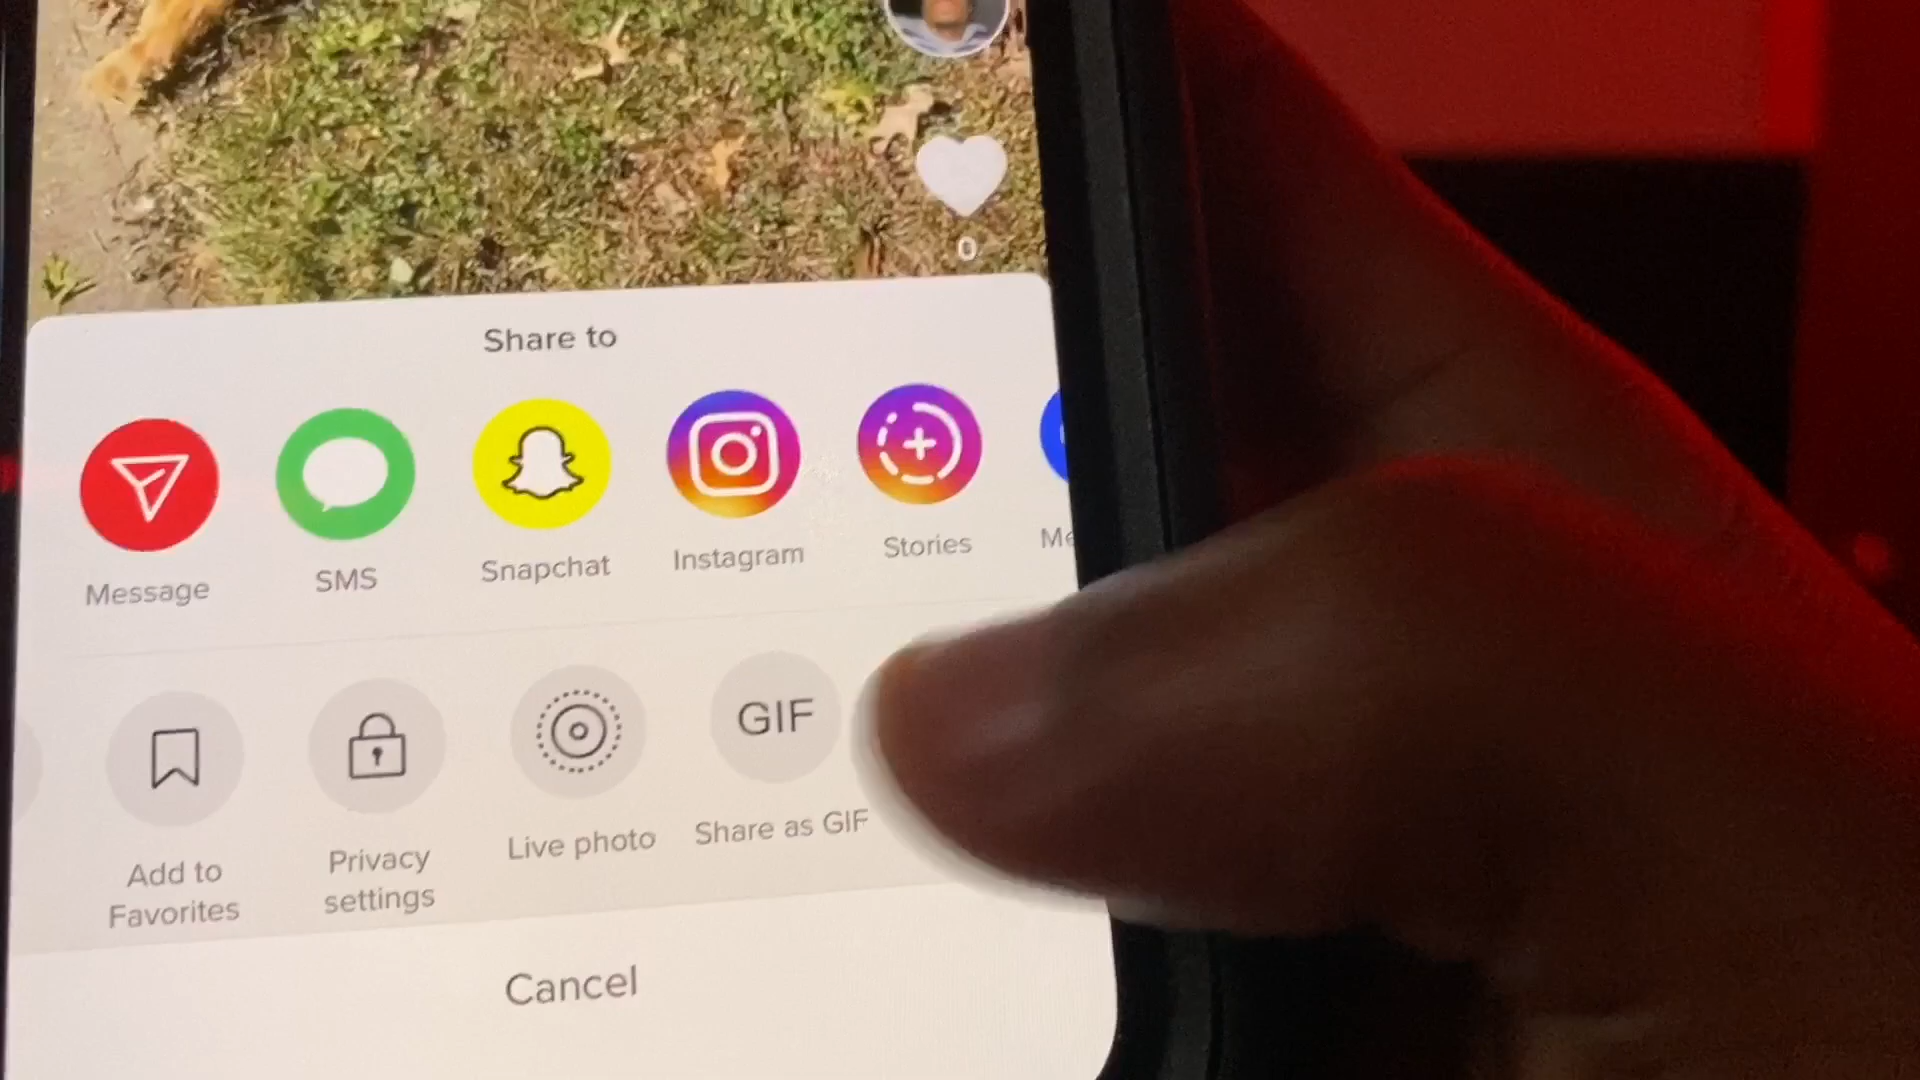 0
Share to
Message
SMS
Snapchat
Instagram
Stories
GIF
Add to
Favorites
Privacy
settings
Live photo
Share as GIF
Cancel